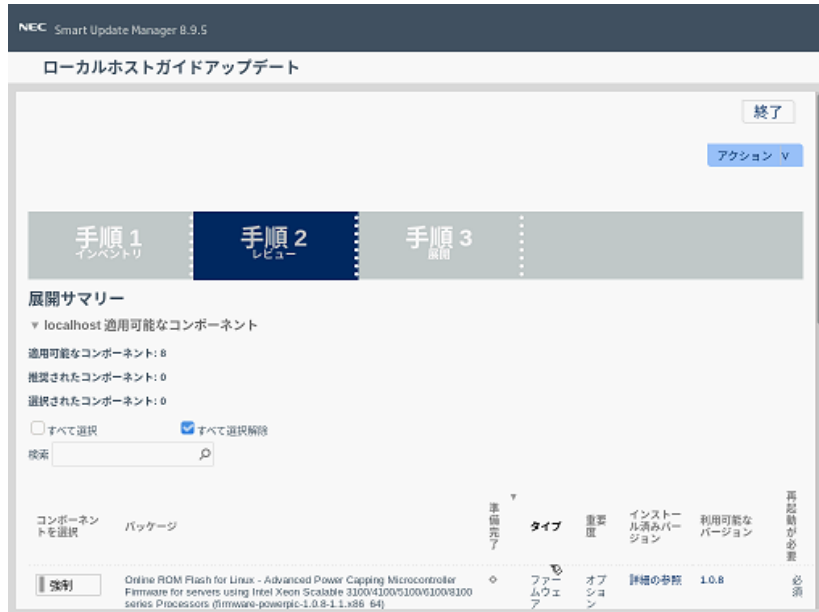 NEC Smart Update Manager 8.9.5
ローカルホストガイドアップデート
終了
アクション ∨
手順 1
インベントリ
手順 2
レビュー
手順 3
展開
展開サマリー
▼ localhost 適用可能なコンポーネント
適用可能なコンポーネント: 8
推奨されたコンポーネント: 0
選択されたコンポーネント: 0
すべて選択
すべて選択解除
検索
コンポーネントを選択
パッケージ
準備完了
▼
タイプ
重要度
インストール済みバージョン
利用可能なバージョン
再起動が必要
強制
Online ROM Flash for Linux - Advanced Power Capping Microcontroller
Firmware for servers using Intel Xeon Scalable 3100/4100/5100/6100/8100
series Processors (firmware-powerpic-1.0.8-1.1.x86_64)
ファームウェア
オプション
詳細の参照
1.0.8
必須